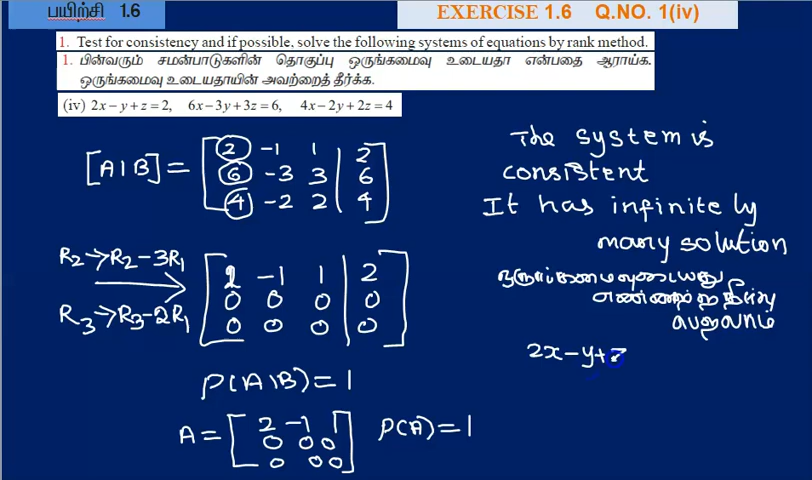 பயிற்சி 1.6
EXERCISE 1.6 Q.NO. 1(iv)
1. Test for consistency and if possible, solve the following systems of equations by rank method.
1. பின்வரும் சமன்பாடுகளின் தொகுப்பு ஒருங்கமைவு உடையதா என்பதை ஆராய்க.
ஒருங்கமைவு உடையதாயின் அவற்றைத் தீர்க்க.
(iv) 2x−y+z=2, 6x−3y+3z=6, 4x−2y+2z=4
[A|B] = [2 -1 1 | 2
6 -3 3 | 6
4 -2 2 | 4]
R2→R2-3R1
R3→R3-2R1
[2 -1 1 | 2
0 0 0 | 0
0 0 0 | 0]
ρ(A|B) = 1
A = [2 -1 1
0 0 0
0 0 0]
ρ(A) = 1
The system is
consistent
It has infinitely
many solution
2x-y+z